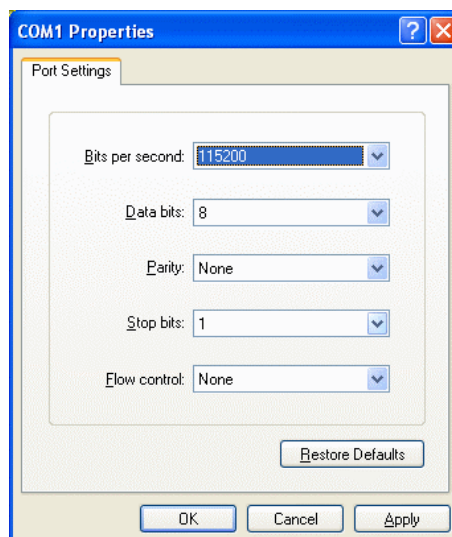 COM1 Properties
Port Settings
Bits per second: 115200
Data bits: 8
Parity: None
Stop bits: 1
Flow control: None
Restore Defaults
OK Cancel Apply